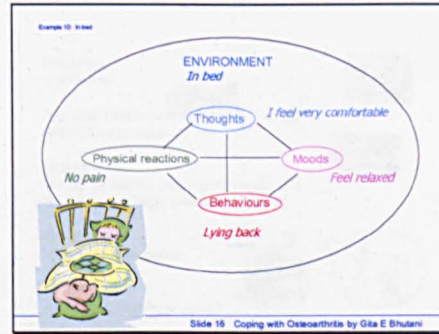 Example 1D: In bed
ENVIRONMENT
In bed
Thoughts
I feel very comfortable
Physical reactions
Moods
No pain
Feel relaxed
Behaviours
Lying back
Slide 16 Coping with Osteoarthritis by Gita E Bhutani